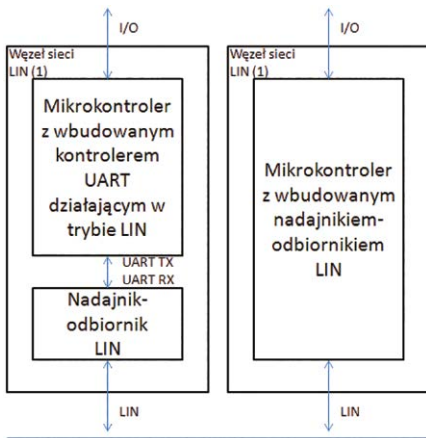 I/O
Węzeł sieci
LIN (1)
Mikrokontroler
z wbudowanym
kontrolerem
UART
działającym w
trybie LIN
UART TX
UART RX
Nadajnik-
odbiornik
LIN
LIN
I/O
Węzeł sieci
LIN (1)
Mikrokontroler
z wbudowanym
nadajnikiem-
odbiornikiem
LIN
LIN